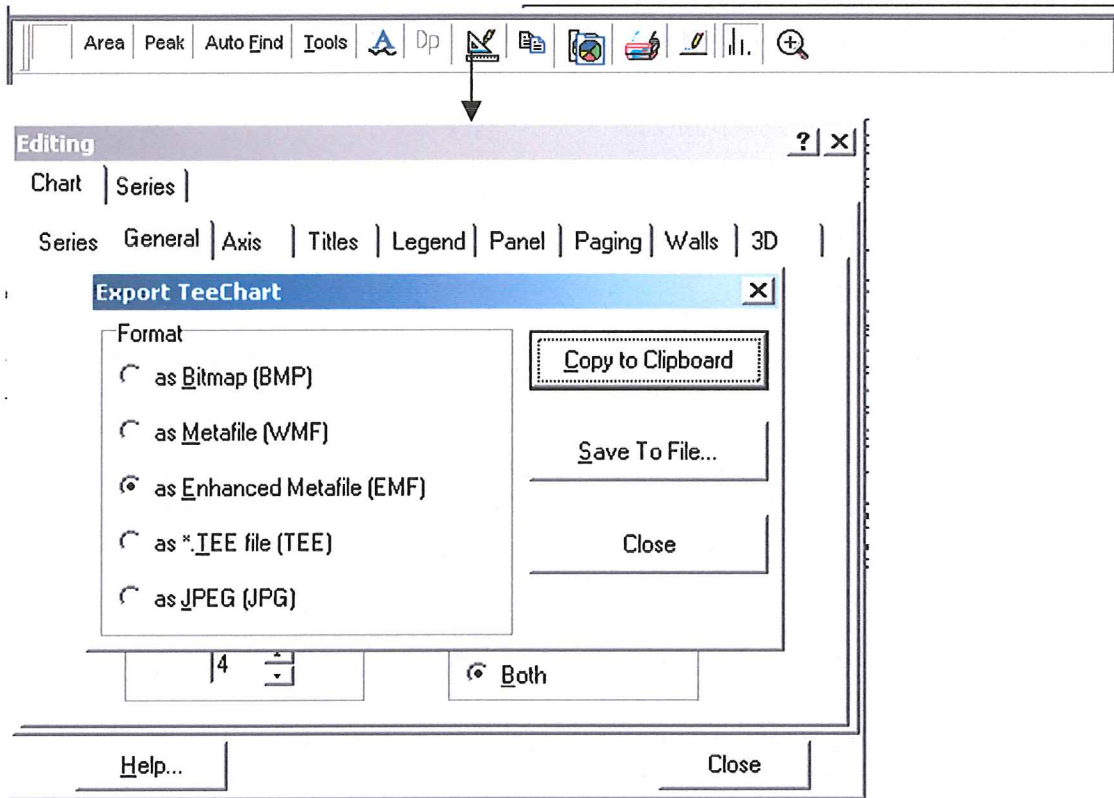 Area Peak Auto Find Tools A Dp
Editing
Chart Series
Series General Axis Titles Legend Panel Paging Walls 3D
Export TeeChart
Format
as Bitmap (BMP)
as Metafile (WMF)
as Enhanced Metafile (EMF)
as *.TEE file (TEE)
as JPEG (JPG)
Copy to Clipboard
Save To File...
Close
4
Both
Help...
Close